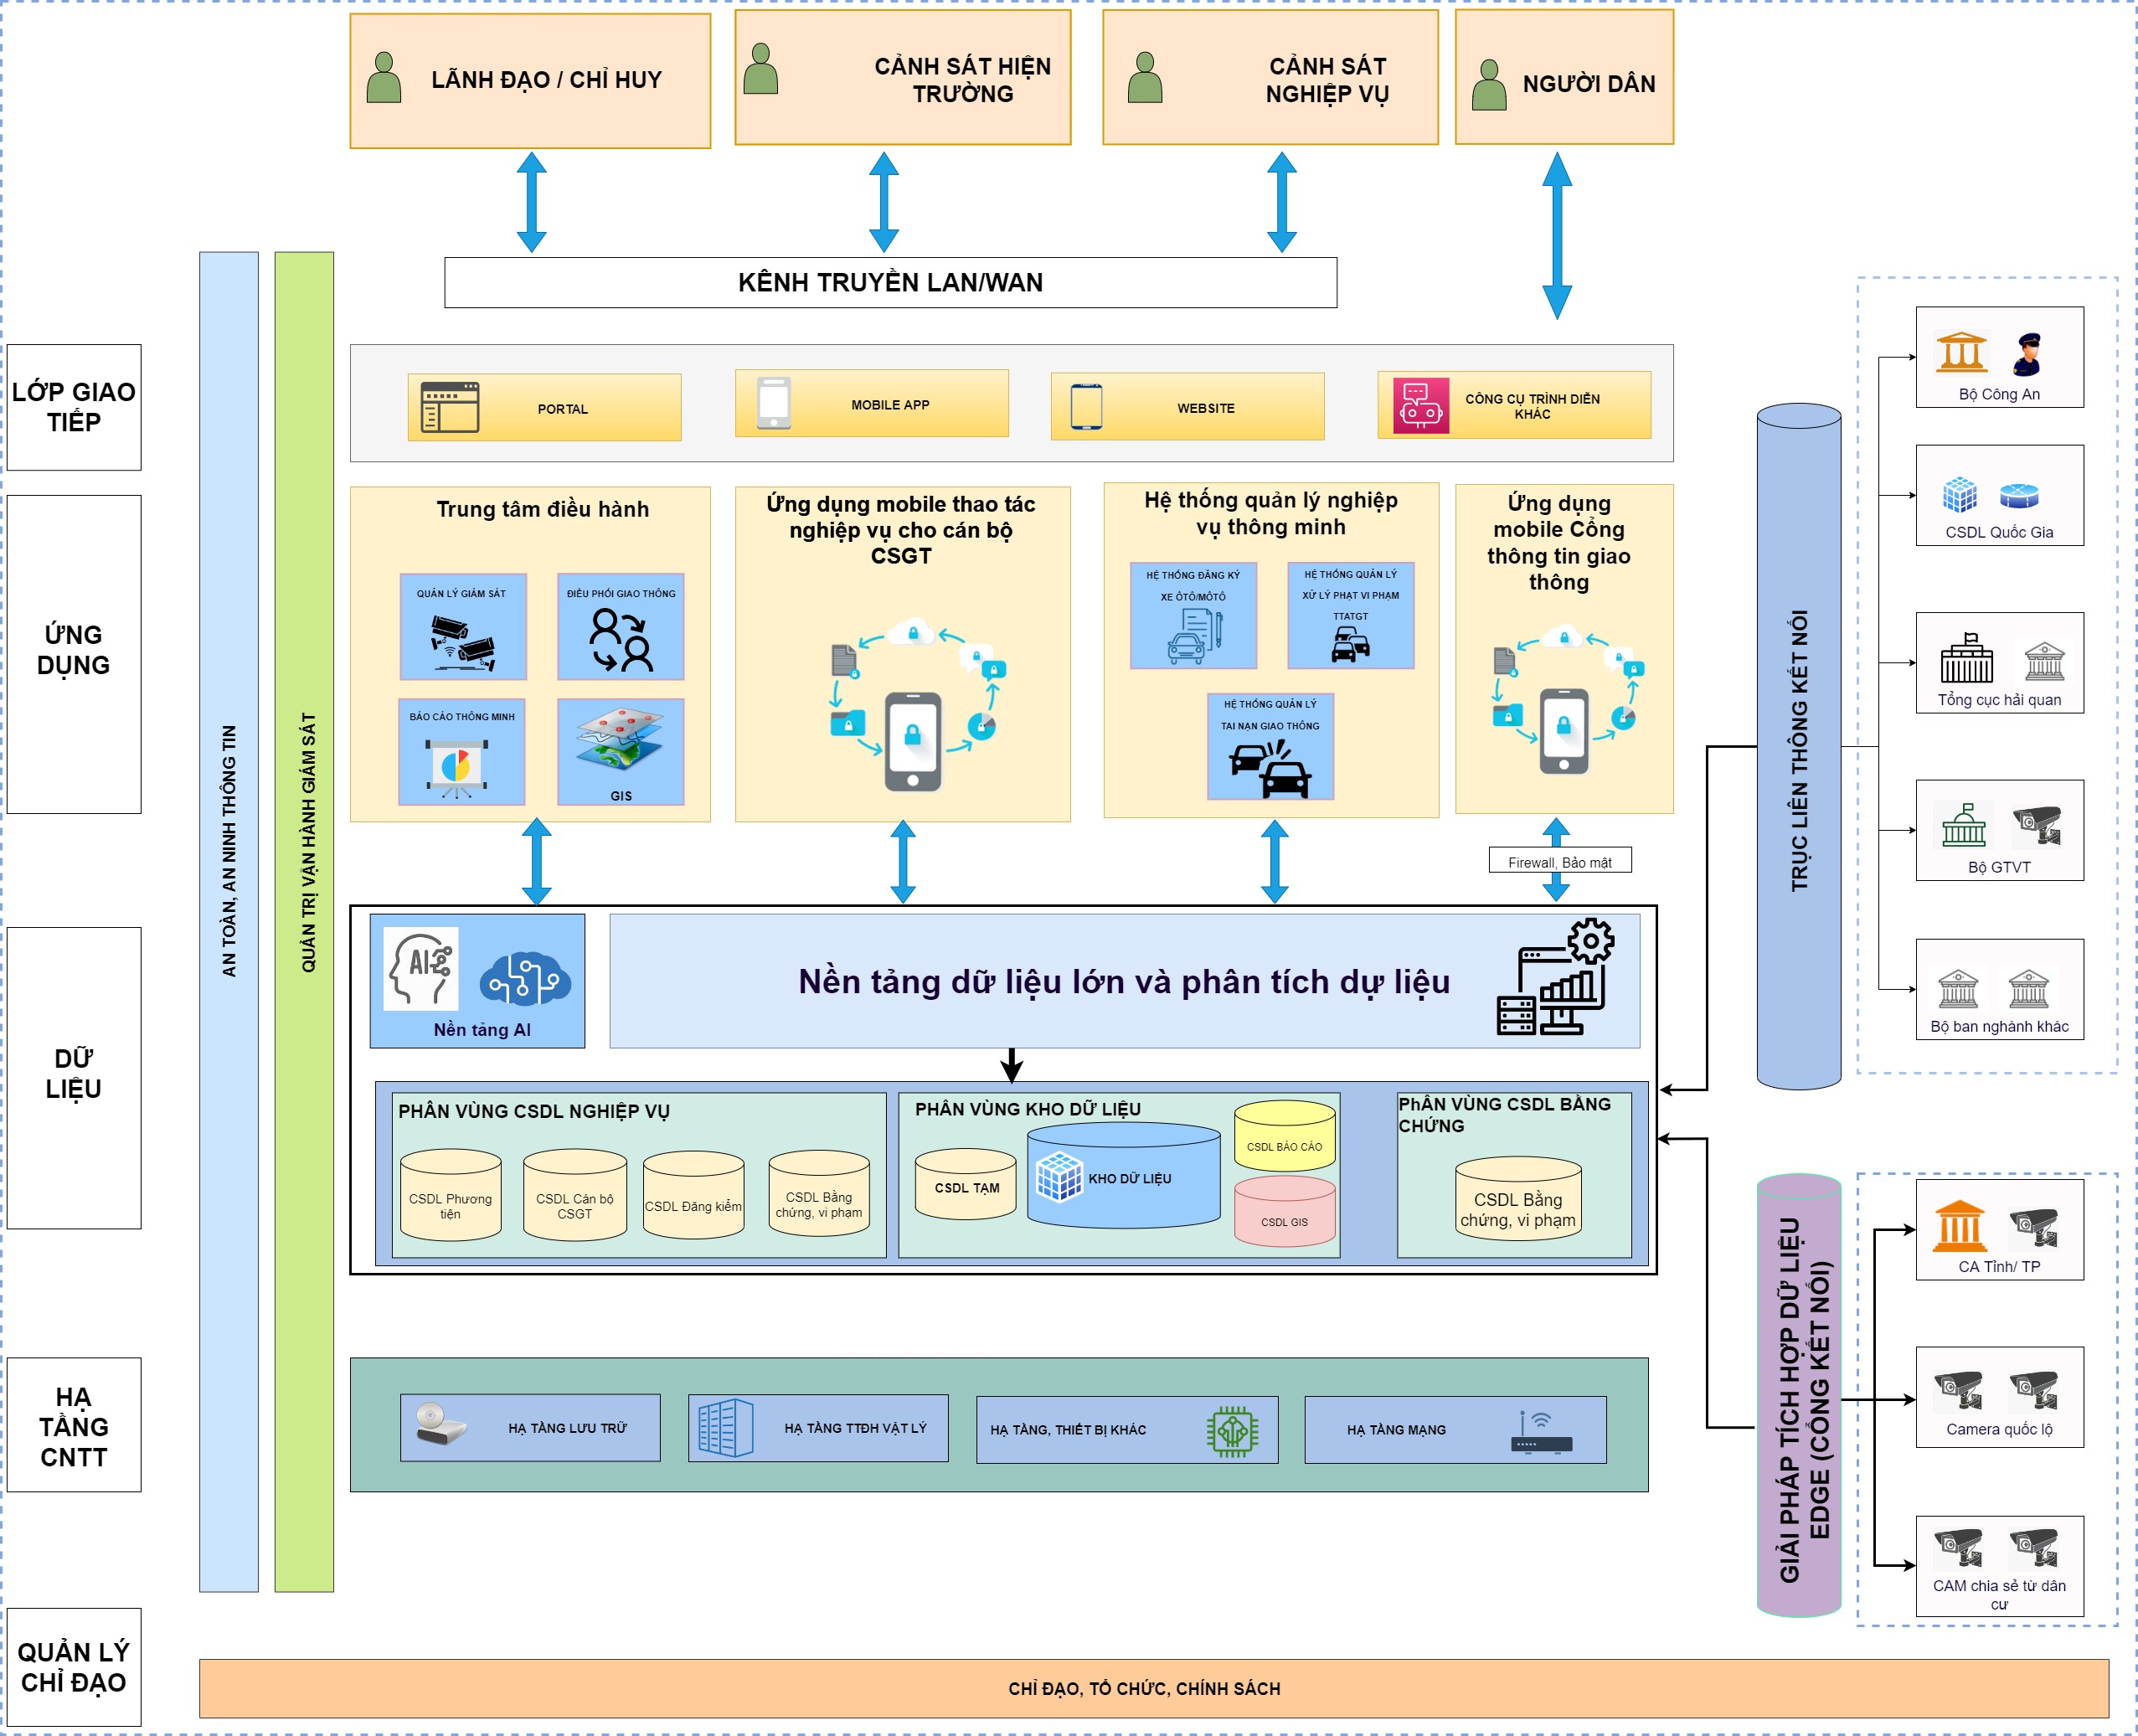 LÃNH ĐẠO / CHỈ HUY
CẢNH SÁT HIỆN
TRƯỜNG
CẢNH SÁT
NGHIỆP VỤ
NGƯỜI DÂN
KÊNH TRUYỀN LAN/WAN
LỚP GIAO
TIẾP
PORTAL
MOBILE APP
WEBSITE
CÔNG CỤ TRÌNH DIỄN
KHÁC
ỨNG
DỤNG
Trung tâm điều hành
QUẢN LÝ GIÁM SÁT
ĐIỀU PHỐI GIAO THÔNG
BÁO CÁO THÔNG MINH
GIS
Ứng dụng mobile thao tác
nghiệp vụ cho cán bộ
CSGT
Hệ thống quản lý nghiệp
vụ thông minh
HỆ THỐNG ĐĂNG KÝ
XE ÔTÔ/MÔTÔ
HỆ THỐNG QUẢN LÝ
XỬ LÝ PHẠT VI PHẠM
TTATGT
HỆ THỐNG QUẢN LÝ
TAI NẠN GIAO THÔNG
Ứng dụng
mobile Cổng
thông tin giao
thông
Firewall, Bảo mật
AN TOÀN, AN NINH THÔNG TIN
QUẢN TRỊ VẬN HÀNH GIÁM SÁT
DỮ
LIỆU
Nền tảng AI
Nền tảng dữ liệu lớn và phân tích dự liệu
PHÂN VÙNG CSDL NGHIỆP VỤ
CSDL Phương
tiện
CSDL Cán bộ
CSGT
CSDL Đăng kiểm
CSDL Bằng
chứng, vi phạm
PHÂN VÙNG KHO DỮ LIỆU
CSDL TẠM
KHO DỮ LIỆU
CSDL BÁO CÁO
CSDL GIS
PhÂN VÙNG CSDL BẰNG
CHỨNG
CSDL Bằng
chứng, vi phạm
HẠ
TẦNG
CNTT
HẠ TẦNG LƯU TRỮ
HẠ TẦNG TTĐH VẬT LÝ
HẠ TẦNG, THIẾT BỊ KHÁC
HẠ TẦNG MẠNG
QUẢN LÝ
CHỈ ĐẠO
CHỈ ĐẠO, TỔ CHỨC, CHÍNH SÁCH
TRỤC LIÊN THÔNG KẾT NỐI
Bộ Công An
CSDL Quốc Gia
Tổng cục hải quan
Bộ GTVT
Bộ ban nghành khác
GIẢI PHÁP TÍCH HỢP DỮ LIỆU
EDGE (CỔNG KẾT NỐI)
CA Tỉnh/ TP
Camera quốc lộ
CAM chia sẻ từ dân
cư